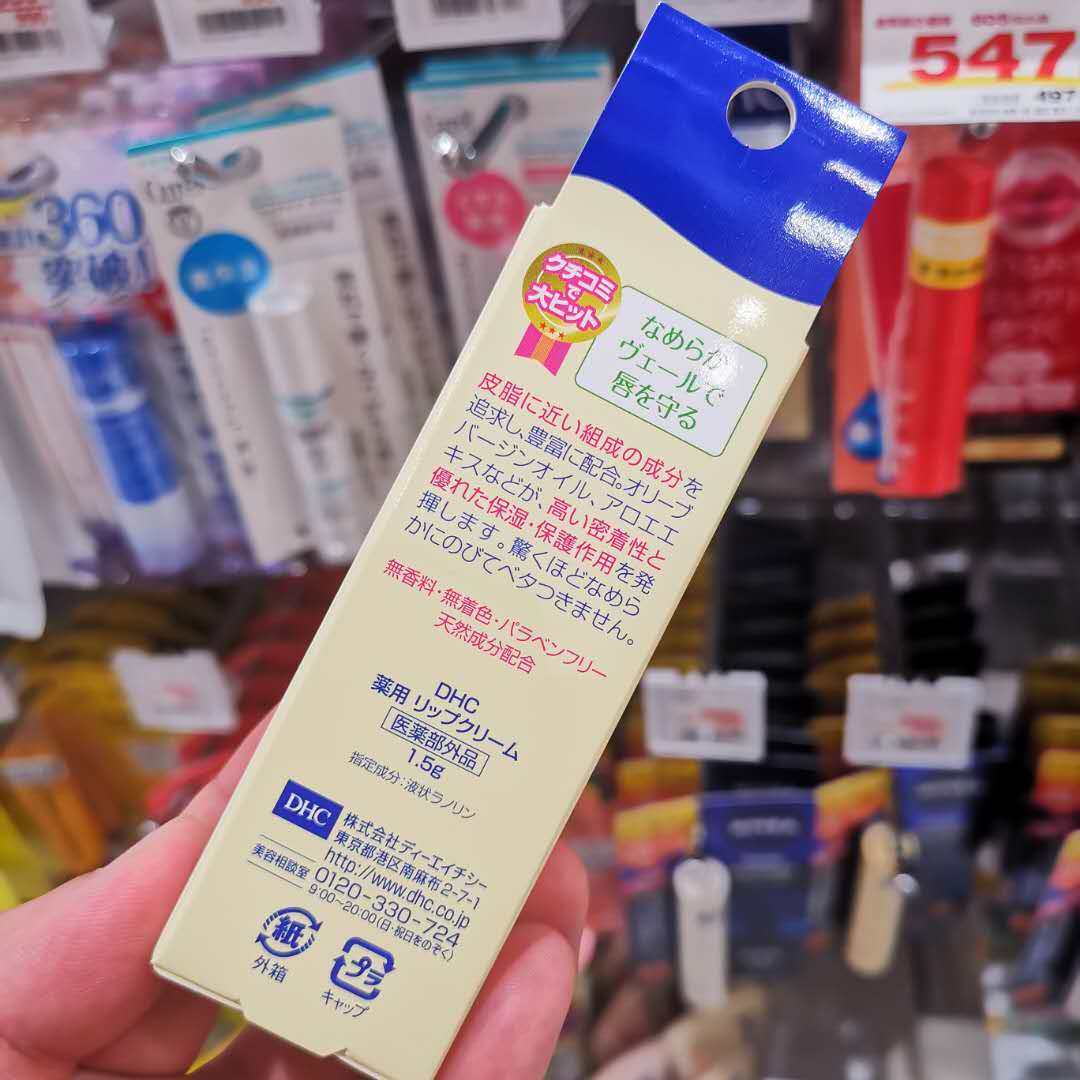 547
497
360
突破!
クチコミ
で
大ヒット
なめらか
ヴェールで
唇を守る
皮脂に近い組成の成分を
追求し、豊富に配合。オリーブ
バージンオイル、アロエエ
キスなどが、高い密着性と
優れた保湿・保護作用を発
揮します。驚くほどなめら
かにのびてベタつきません。
無香料・無着色・パラベンフリー
天然成分配合
DHC
薬用 リップクリーム
医薬部外品
1.5g
指定成分:液状ラノリン
DHC
株式会社ディーエイチシー
東京都港区南麻布2-7-1
http://www.dhc.co.jp
美容相談室 0120-330-724
9:00~20:00(日・祝日をのぞく)
紙
外箱
プラ
キャップ